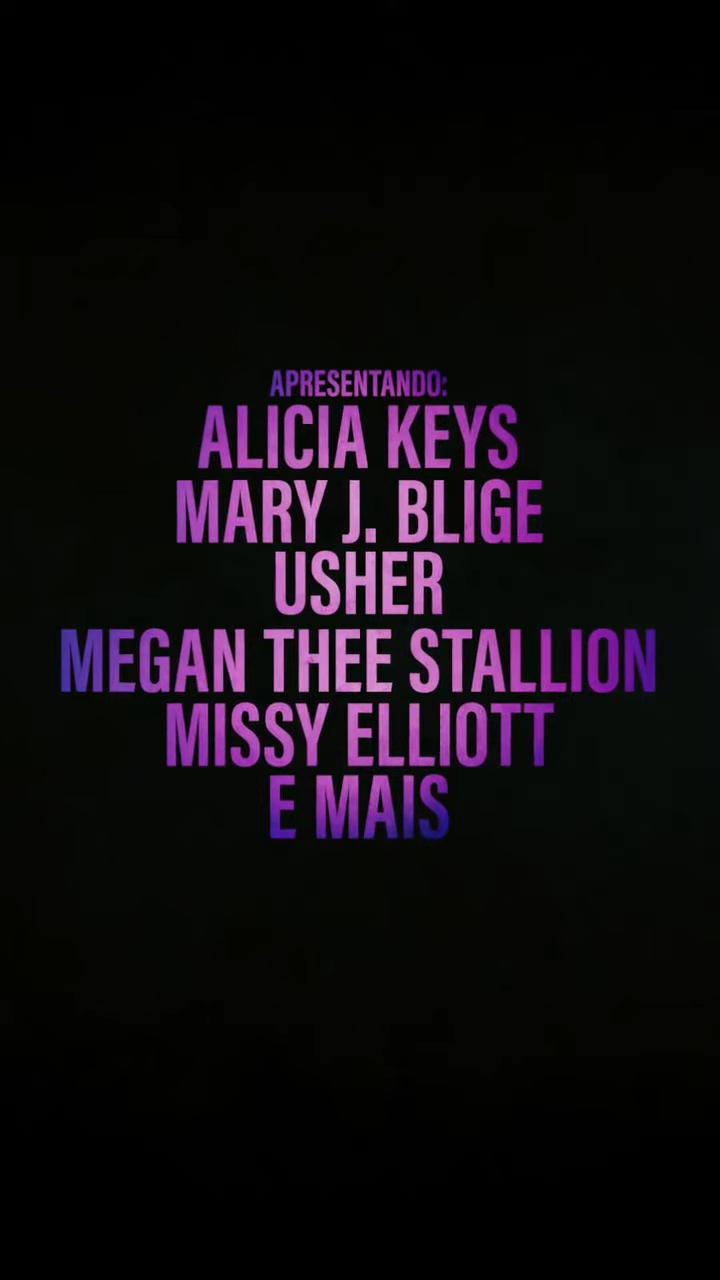 APRESENTANDO:
ALICIA KEYS
MARY J. BLIGE
USHER
MEGAN THEE STALLION
MISSY ELLIOTT
E MAIS